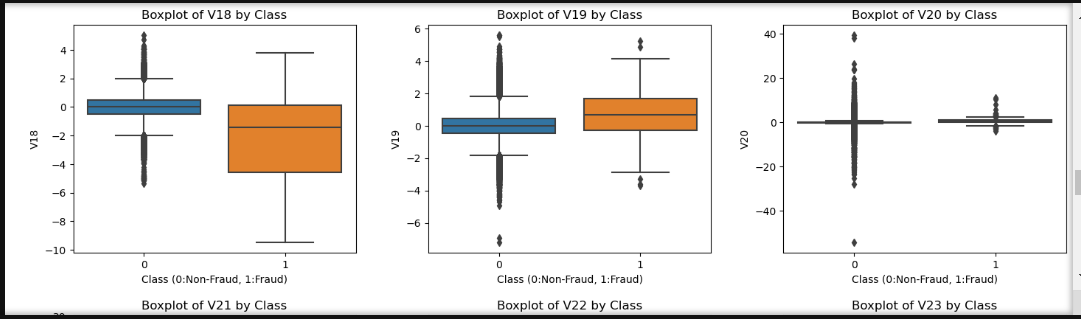 Boxplot of V18 by Class
4
2
0
−2
−4
−6
−8
−10
V18
0
1
Class (0:Non-Fraud, 1:Fraud)
Boxplot of V19 by Class
6
4
2
0
−2
−4
−6
V19
0
1
Class (0:Non-Fraud, 1:Fraud)
Boxplot of V20 by Class
40
20
0
−20
−40
V20
0
1
Class (0:Non-Fraud, 1:Fraud)
Boxplot of V21 by Class
Boxplot of V22 by Class
Boxplot of V23 by Class